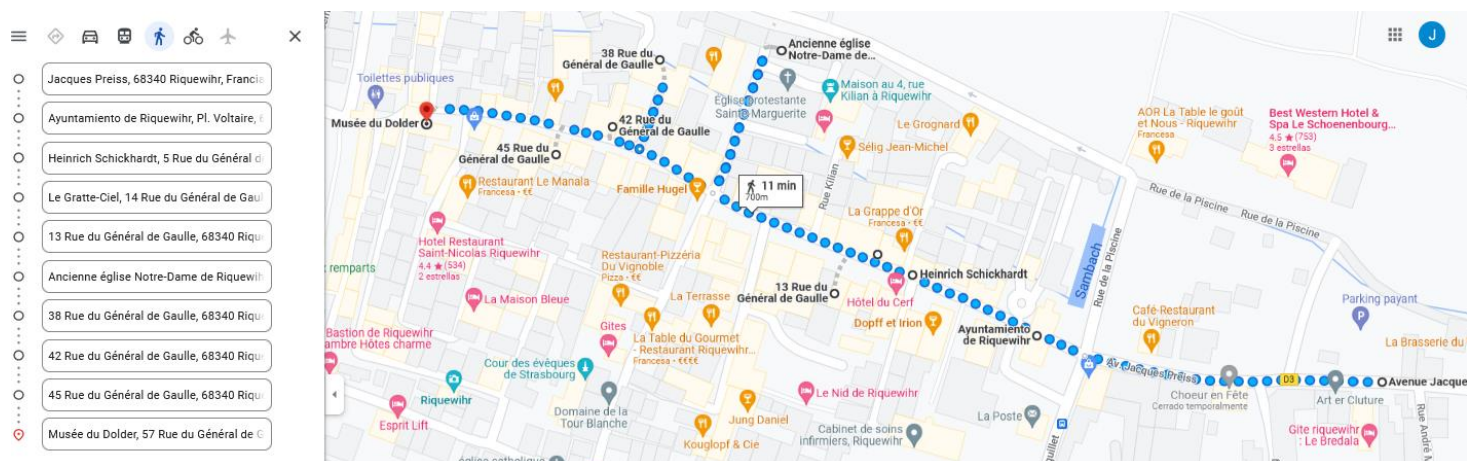 Jacques Preiss, 68340 Riquewihr, Francia
Ayuntamiento de Riquewihr, Pl. Voltaire,
Heinrich Schickhardt, 5 Rue du Général d
Le Gratte-Ciel, 14 Rue du Général de Gaul
13 Rue du Général de Gaulle, 68340 Riqu
Ancienne église Notre-Dame de Riquewih
38 Rue du Général de Gaulle, 68340 Riqu
42 Rue du Général de Gaulle, 68340 Riqu
45 Rue du Général de Gaulle, 68340 Riqu
Musée du Dolder, 57 Rue du Général de G
J
38 Rue du
Général de Gaulle
Ancienne église
Notre-Dame de...
Toilettes publiques
Maison au 4, rue
Kilian à Riquewihr
Église protestante
Sainte Marguerite
AOR La Table le goût
et Nous - Riquewihr
Francesa
Best Western Hotel &
Spa Le Schoenenbourg...
4,5 ★ (753)
3 estrellas
Musée du Dolder
42 Rue du
Général de Gaulle
Le Grognard
45 Rue du
Général de Gaulle
Sélig Jean-Michel
Restaurant Le Manala
Francesa · €€
Famille Hugel
11 min
700m
Rue Kilian
Rue de la Piscine
Rue de la Piscine
La Grappe d'Or
Francesa · €€
Hotel Restaurant
Saint-Nicolas Riquewihr
4,4 ★ (534)
2 estrellas
remparts
Restaurant-Pizzéria
Du Vignoble
Pizza · €€
Sambach
Rue de la Piscine
Heinrich Schickhardt
13 Rue du
Général de Gaulle
Hôtel du Cerf
La Maison Bleue
La Terrasse
Parking payant
Café-Restaurant
du Vigneron
Dopff et Irion
Ayuntamiento
de Riquewihr
Bastion de Riquewihr
ambre Hôtes charme
Gites
La Table du Gourmet
- Restaurant Riquewihr...
Francesa · €€€€
La Brasserie du
Cour des évêques
de Strasbourg
Av. Jacques Preiss
D3
Avenue Jacque
Riquewihr
Le Nid de Riquewihr
Choeur en Fête
Cerrado temporalmente
Art er Cluture
Domaine de la
Tour Blanche
Jung Daniel
La Poste
Esprit Lift
Kouglopf & Cie
Cabinet de soins
infirmiers, Riquewihr
Gite riquewihr
: Le Bredala
Rue André
église catholique